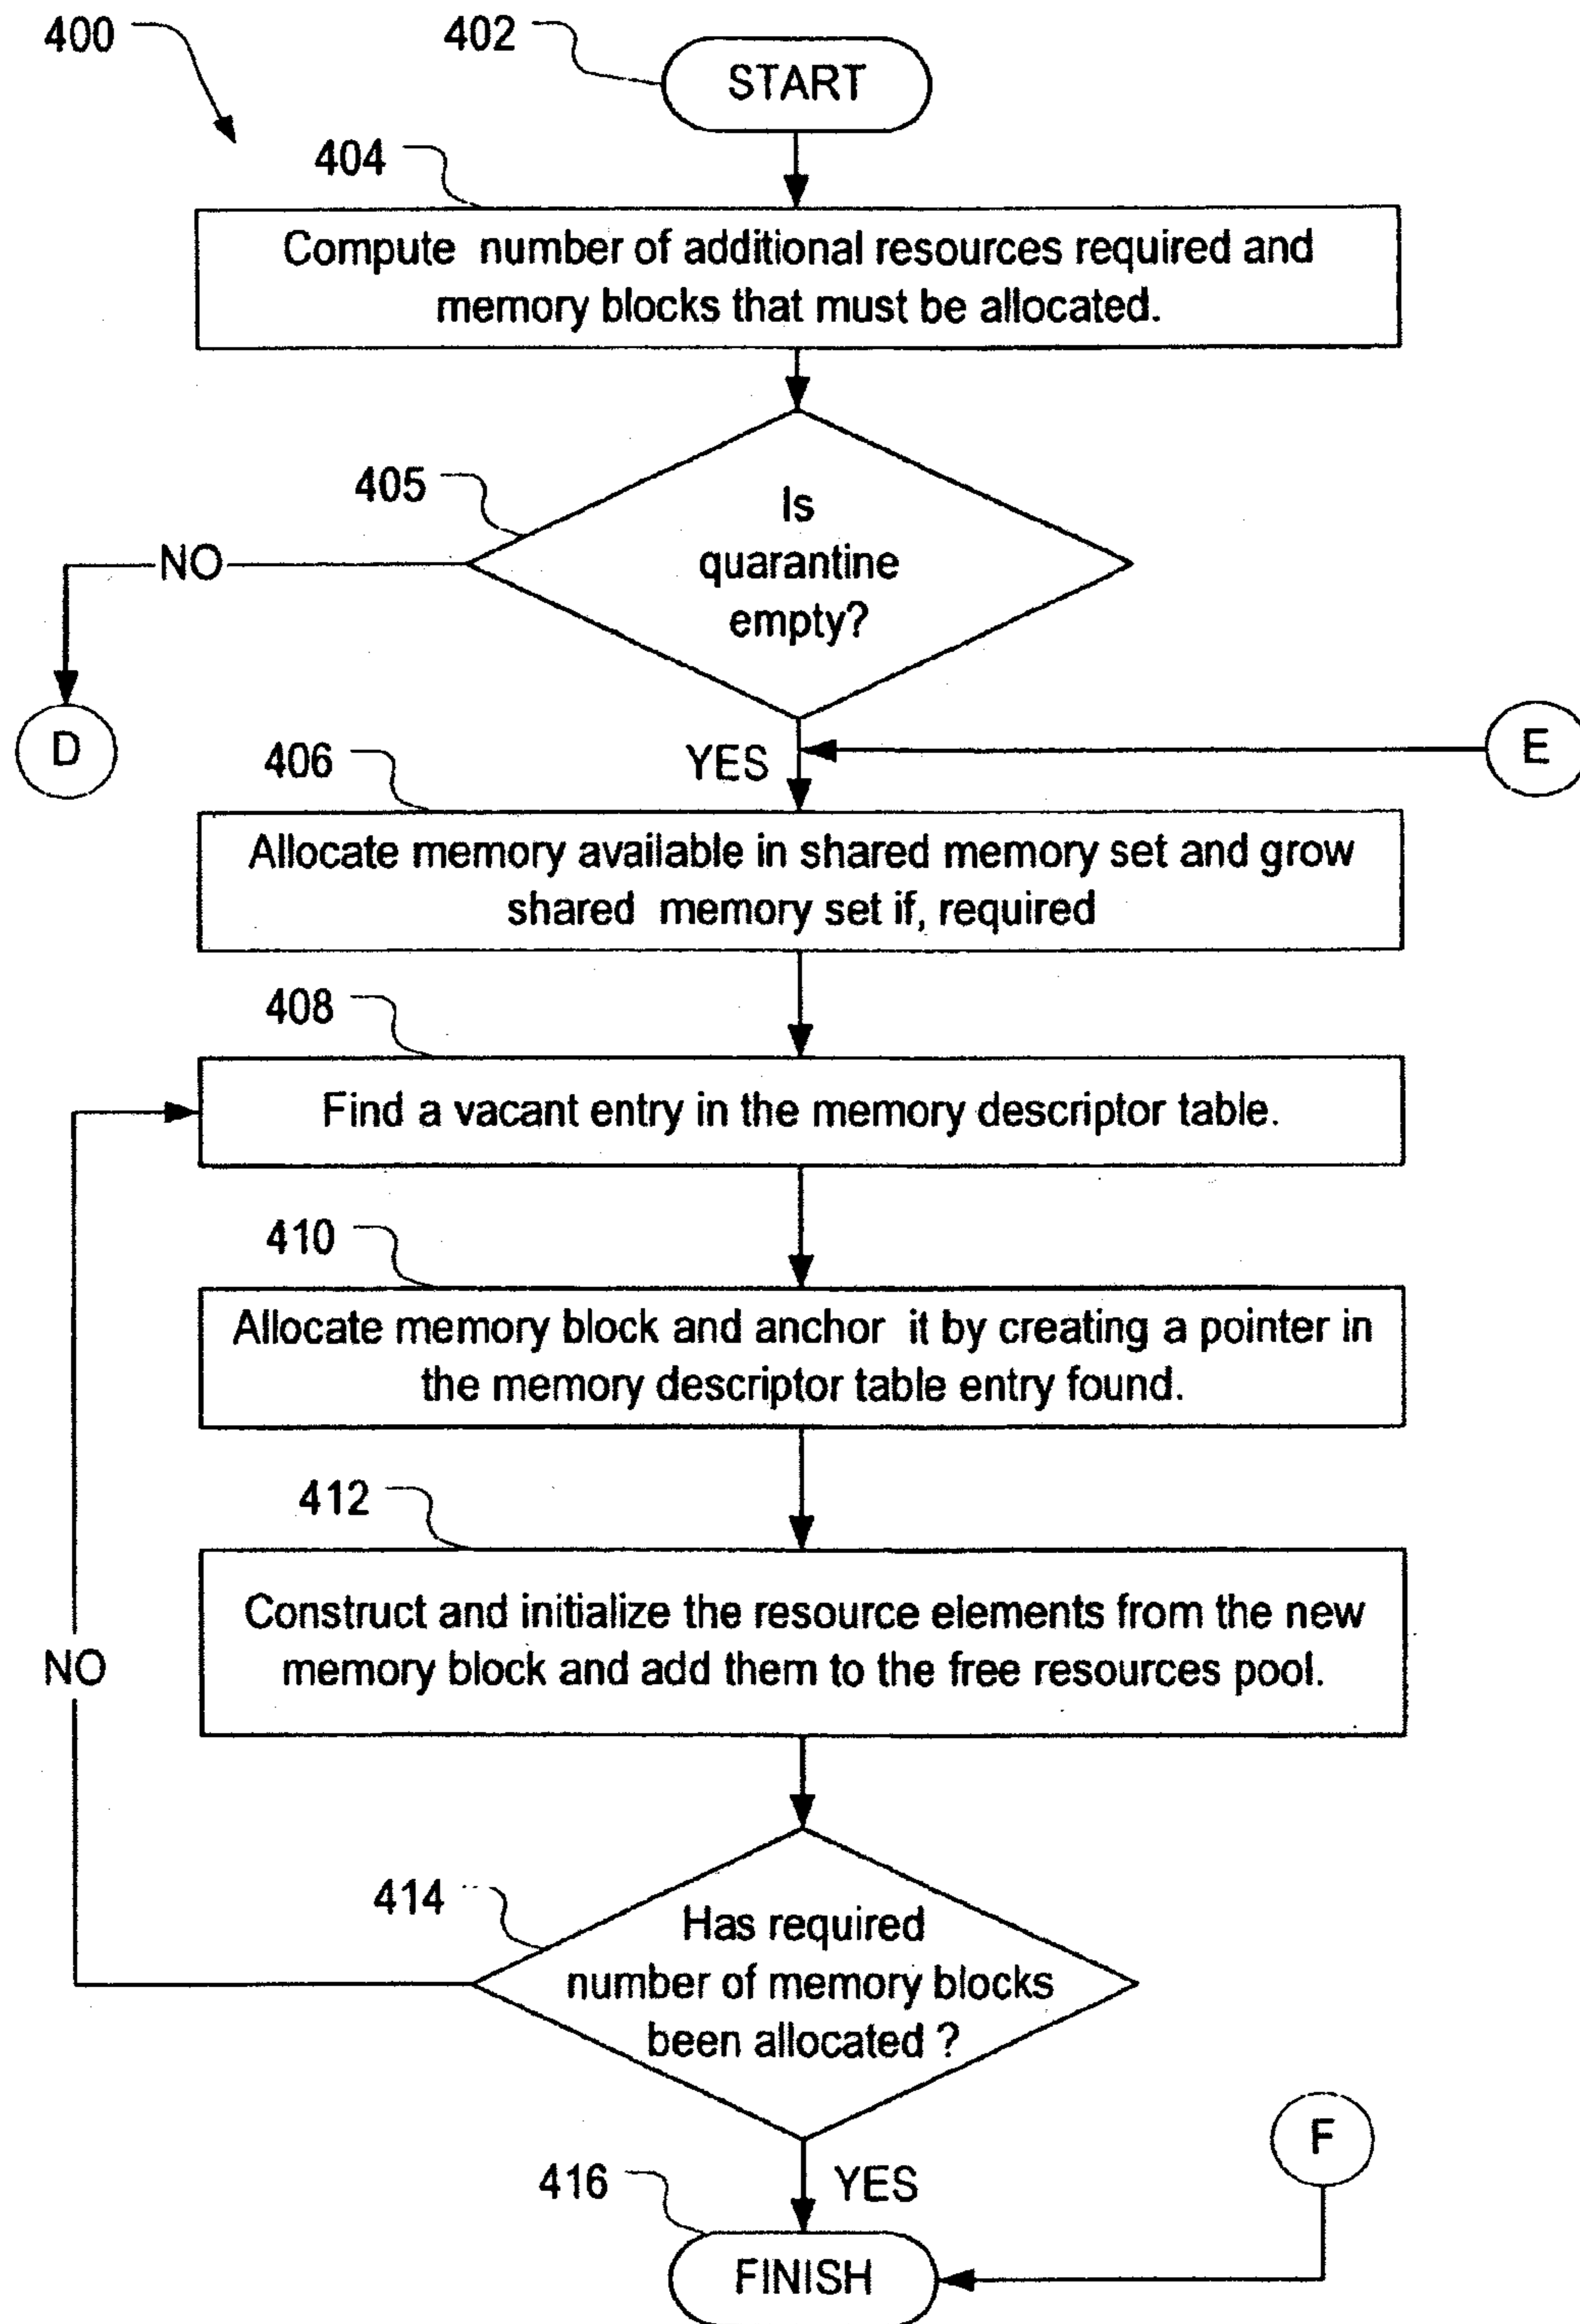 400
402
START
404
Compute number of additional resources required and
memory blocks that must be allocated.
405
Is
quarantine
empty?
NO
D
YES
E
406
Allocate memory available in shared memory set and grow
shared memory set if, required
408
Find a vacant entry in the memory descriptor table.
410
Allocate memory block and anchor it by creating a pointer in
the memory descriptor table entry found.
412
Construct and initialize the resource elements from the new
memory block and add them to the free resources pool.
NO
414
Has required
number of memory blocks
been allocated ?
F
YES
416
FINISH